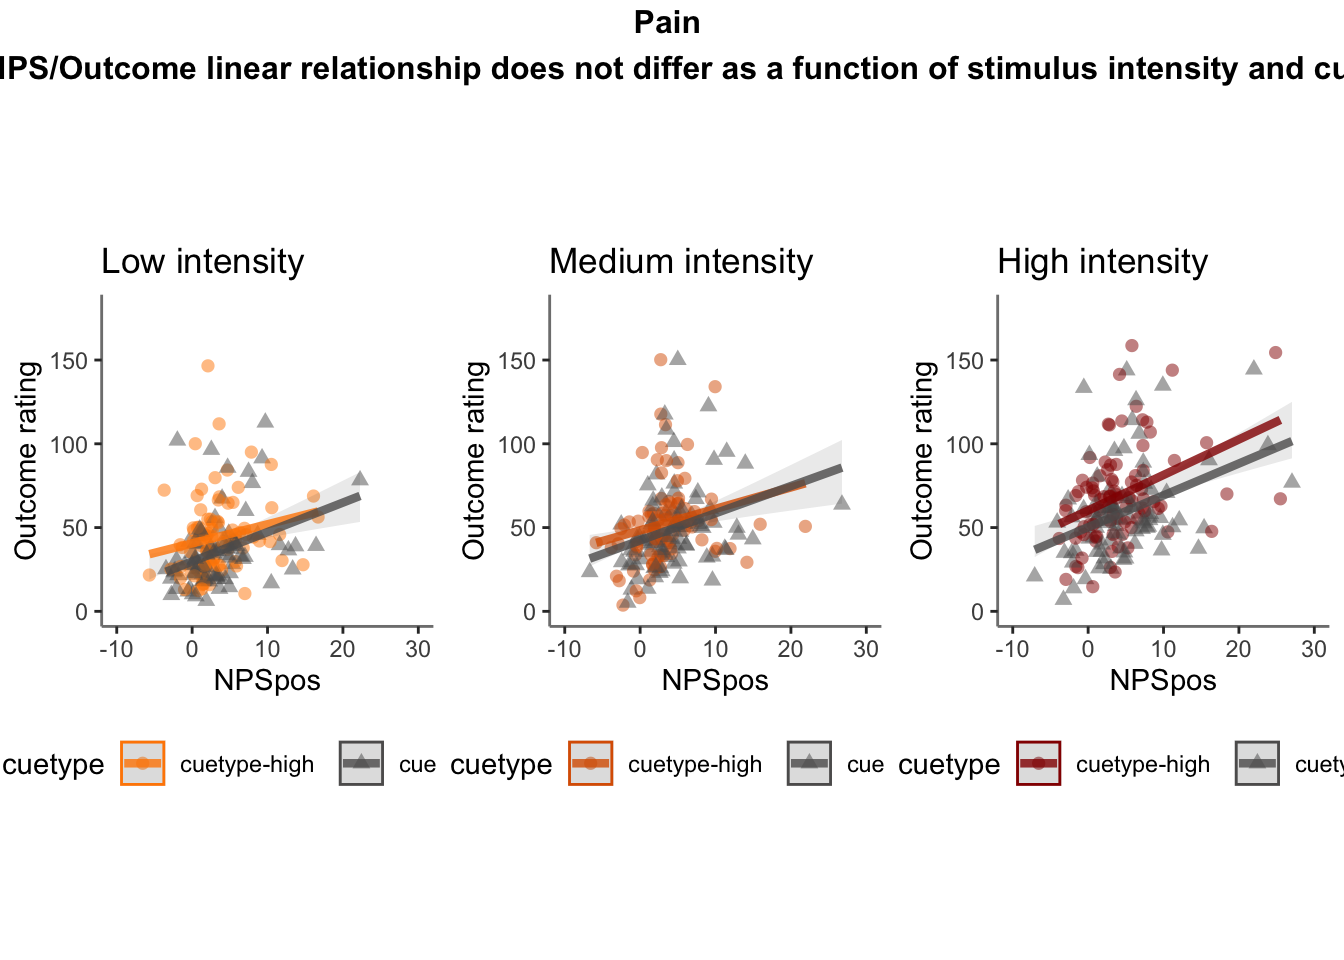 Pain
NPS/Outcome linear relationship does not differ as a function of stimulus intensity and cu
Low intensity
Outcome rating
150
100
50
0
-10 0 10 20 30
NPSpos
Medium intensity
Outcome rating
150
100
50
0
-10 0 10 20 30
NPSpos
High intensity
Outcome rating
150
100
50
0
-10 0 10 20 30
NPSpos
cuetype cuetype-high cue
cuetype cuetype-high cue
cuetype cuetype-high cuety